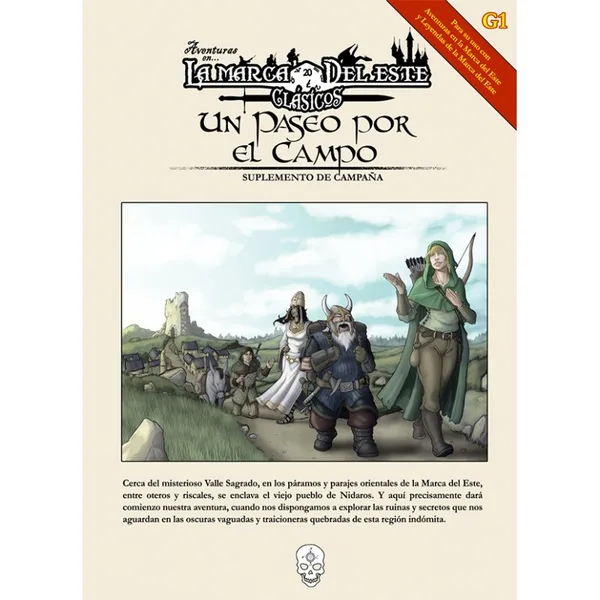 Aventuras
en...
LA MARCA DEL ESTE
20
CLÁSICOS
UN PASEO POR
EL CAMPO
SUPLEMENTO DE CAMPAÑA
G1
Para su uso con
Aventuras en la Marca del Este
y Leyendas de la Marca del Este
Cerca del misterioso Valle Sagrado, en los páramos y parajes orientales de la Marca del Este,
entre oteros y riscales, se enclava el viejo pueblo de Nidaros. Y aquí precisamente dará
comienzo nuestra aventura, cuando nos dispongamos a explorar las ruinas y secretos que nos
aguardan en las oscuras vaguadas y traicioneras quebradas de esta región indómita.